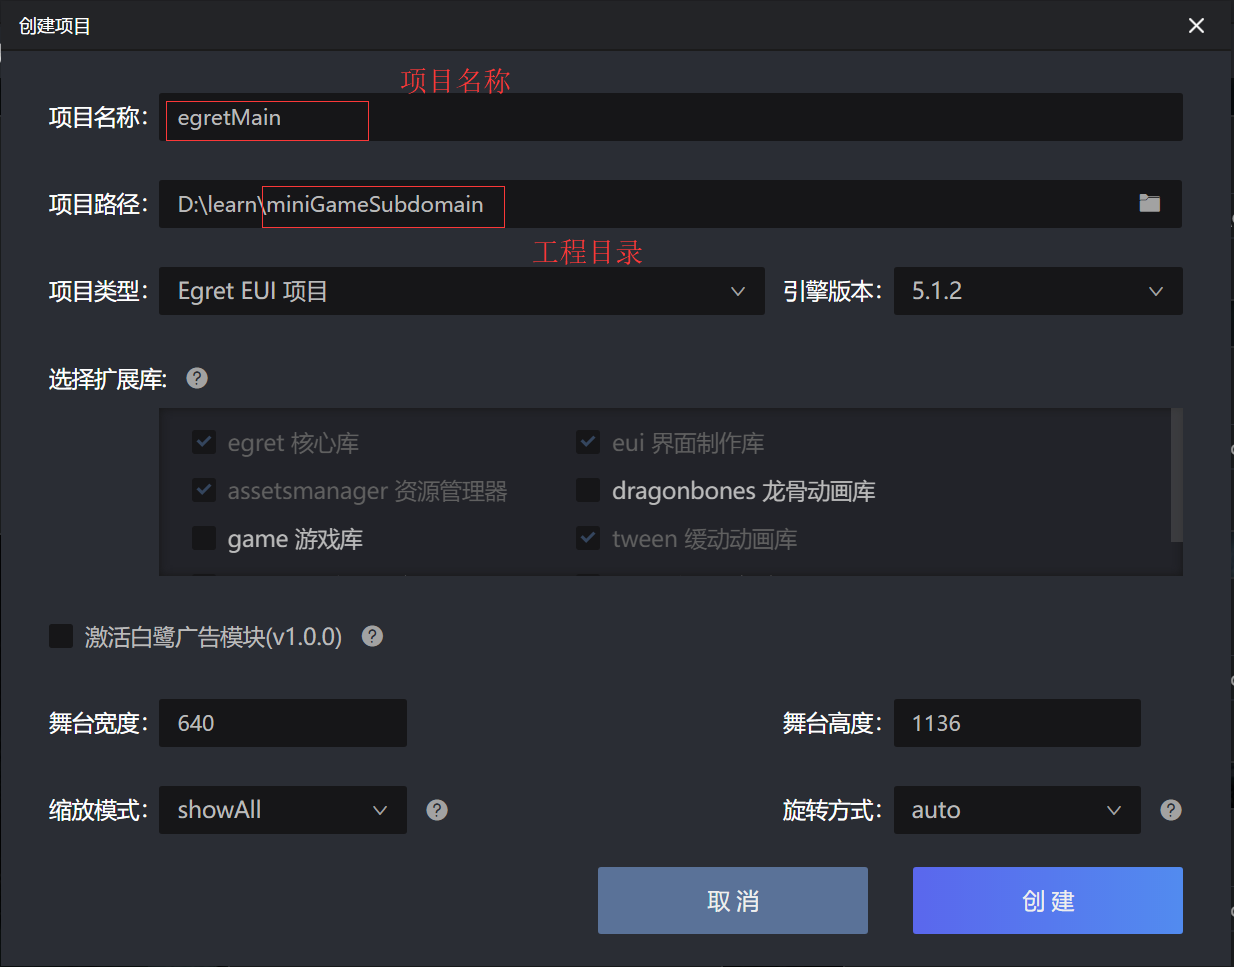 创建项目
项目名称
项目名称： egretMain
项目路径： D:\learn\miniGameSubdomain
工程目录
项目类型： Egret EUI 项目 引擎版本： 5.1.2
选择扩展库: ?
egret 核心库 eui 界面制作库
assetsmanager 资源管理器 dragonbones 龙骨动画库
game 游戏库 tween 缓动动画库
激活白鹭广告模块(v1.0.0) ?
舞台宽度： 640 舞台高度： 1136
缩放模式： showAll ? 旋转方式： auto ?
取消 创建